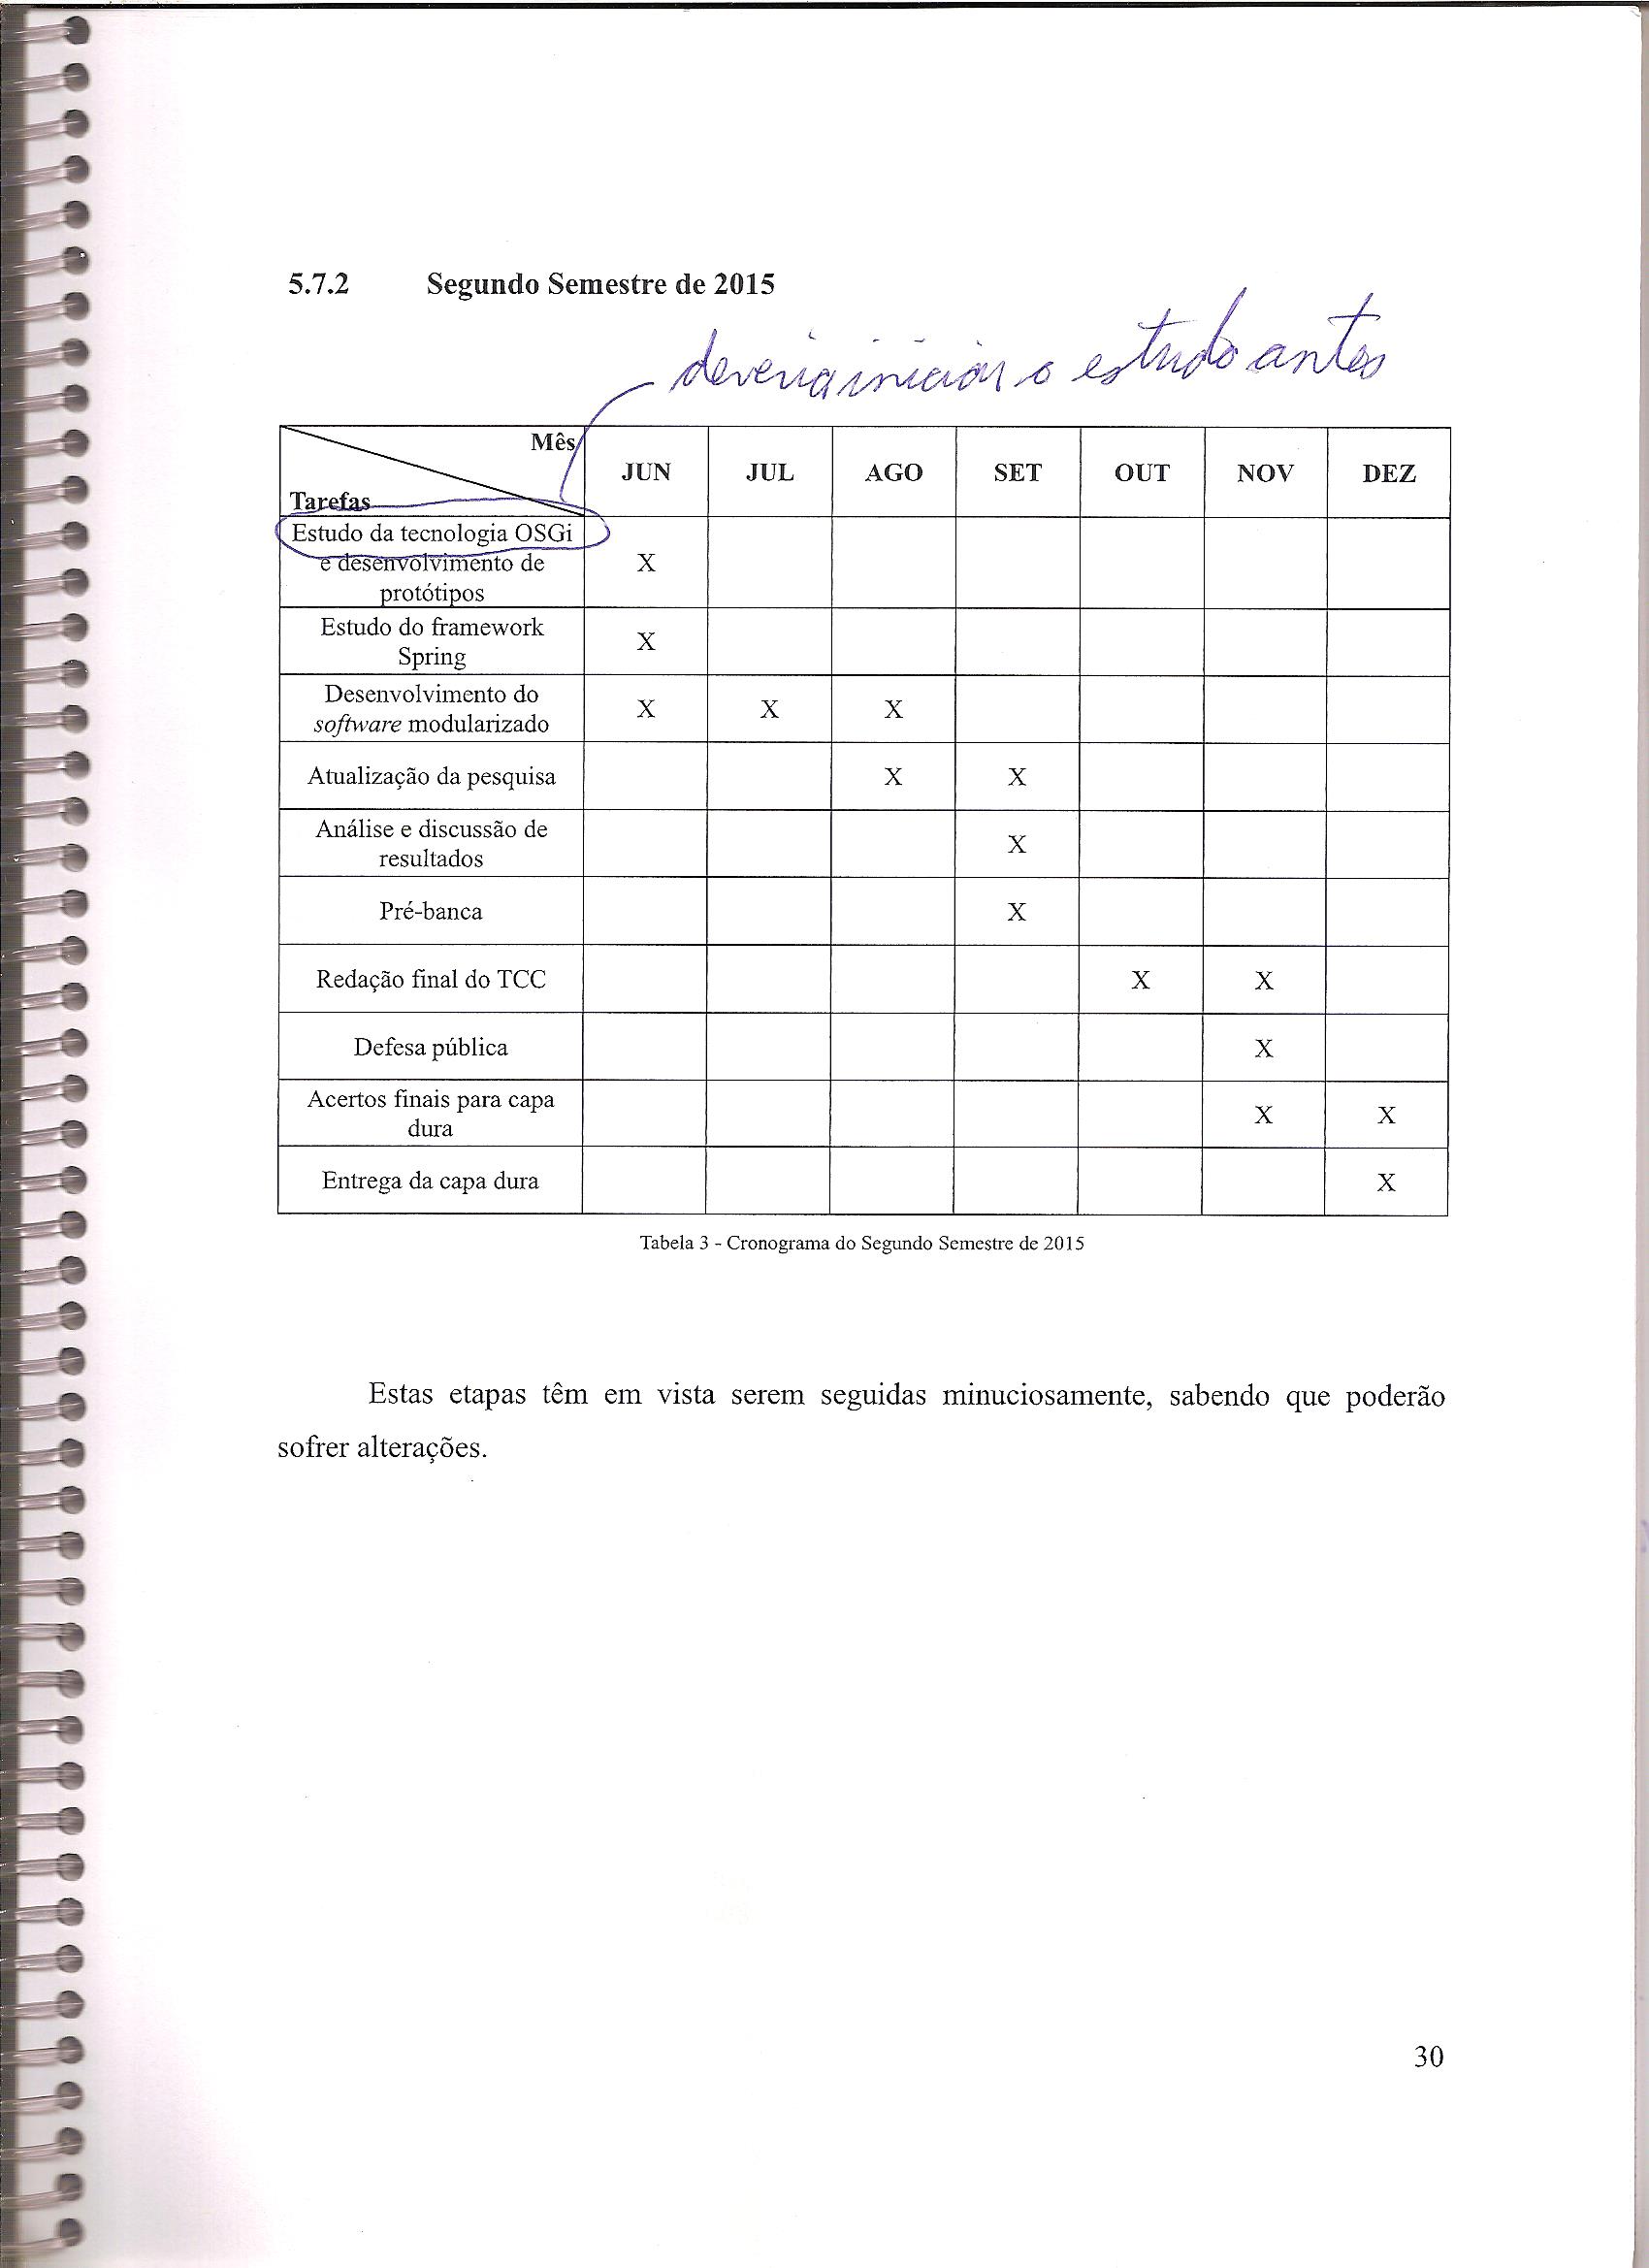 5.7.2 Segundo Semestre de 2015
deveria iniciar o estudo antes
Mês
Tarefas
JUN JUL AGO SET OUT NOV DEZ
Estudo da tecnologia OSGi
e desenvolvimento de
protótipos
X
Estudo do framework
Spring
X
Desenvolvimento do
software modularizado
X X X
Atualização da pesquisa X X
Análise e discussão de
resultados
X
Pré-banca X
Redação final do TCC X X
Defesa pública X
Acertos finais para capa
dura
X X
Entrega da capa dura X
Tabela 3 - Cronograma do Segundo Semestre de 2015
Estas etapas têm em vista serem seguidas minuciosamente, sabendo que poderão
sofrer alterações.
30